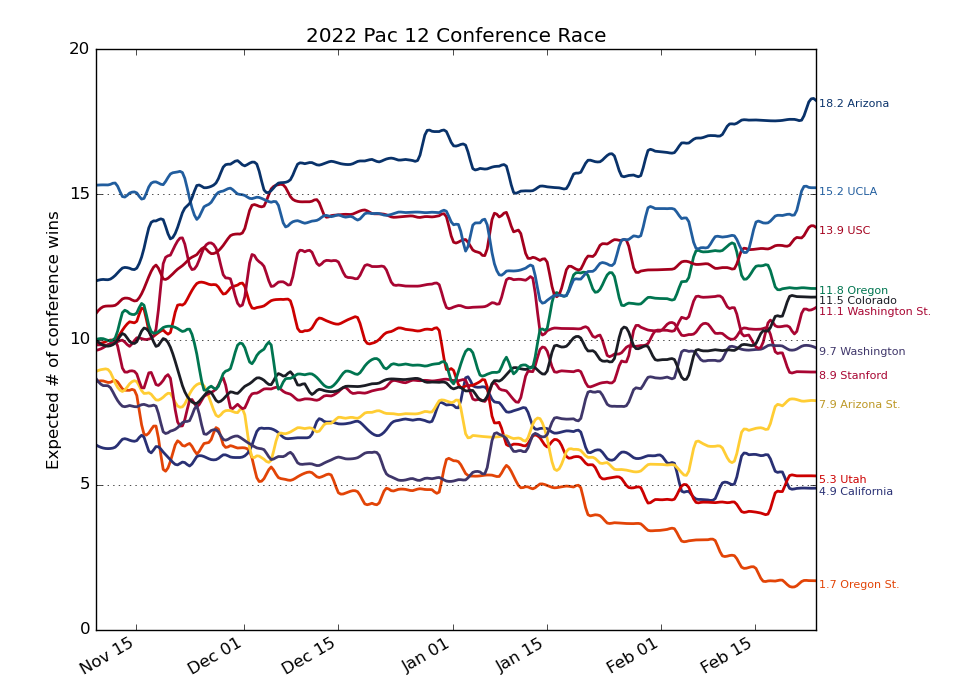 2022 Pac 12 Conference Race
Expected # of conference wins
20
15
10
5
0
Nov 15
Dec 01
Dec 15
Jan 01
Jan 15
Feb 01
Feb 15
18.2 Arizona
15.2 UCLA
13.9 USC
11.8 Oregon
11.5 Colorado
11.1 Washington St.
9.7 Washington
8.9 Stanford
7.9 Arizona St.
5.3 Utah
4.9 California
1.7 Oregon St.